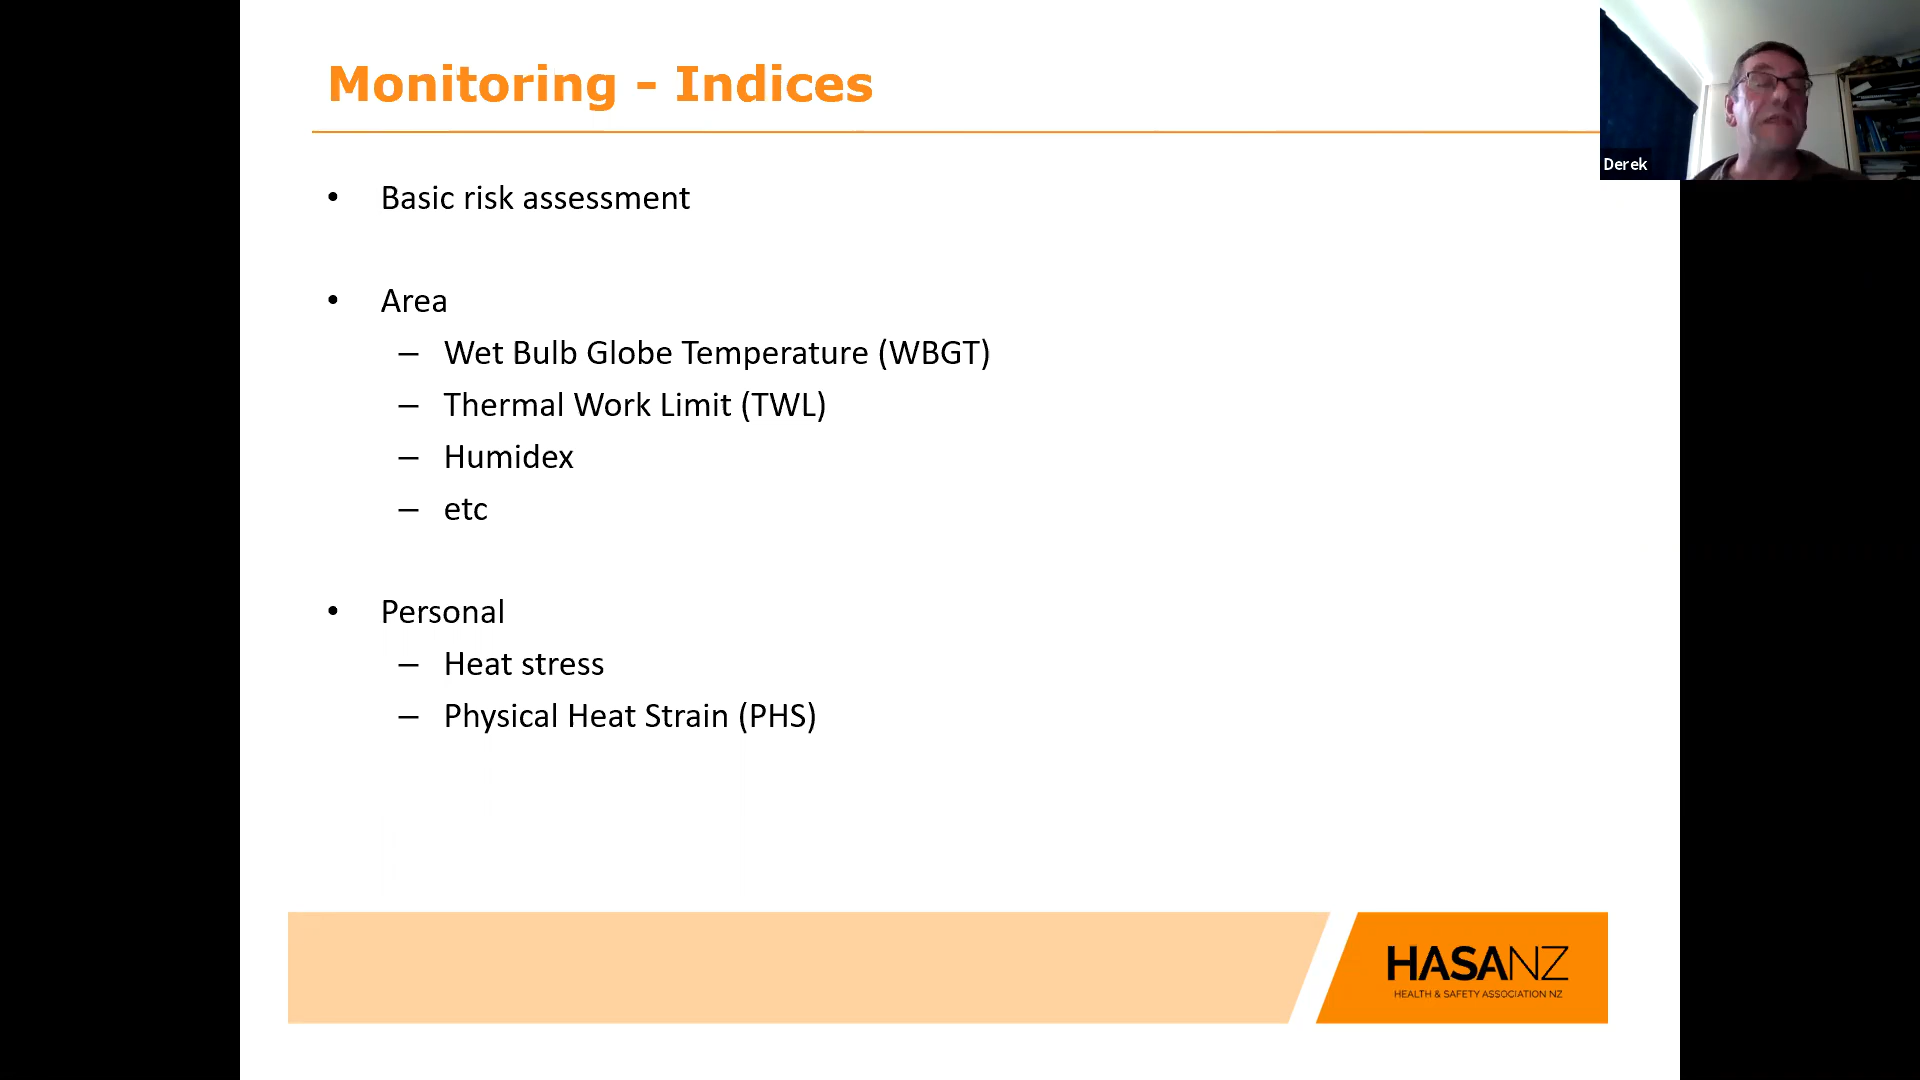 Monitoring - Indices
Derek
• Basic risk assessment
• Area
– Wet Bulb Globe Temperature (WBGT)
– Thermal Work Limit (TWL)
– Humidex
– etc
• Personal
– Heat stress
– Physical Heat Strain (PHS)
HASANZ
HEALTH & SAFETY ASSOCIATION NZ